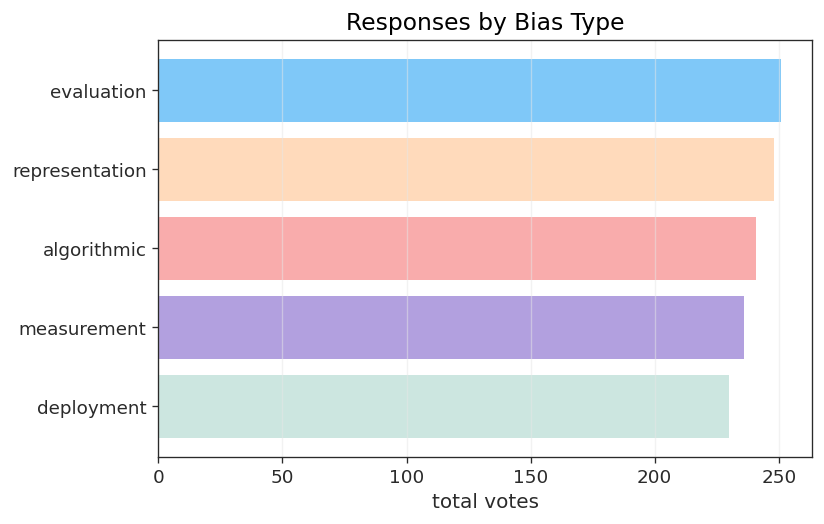 Responses by Bias Type
evaluation
representation
algorithmic
measurement
deployment
0 50 100 150 200 250
total votes